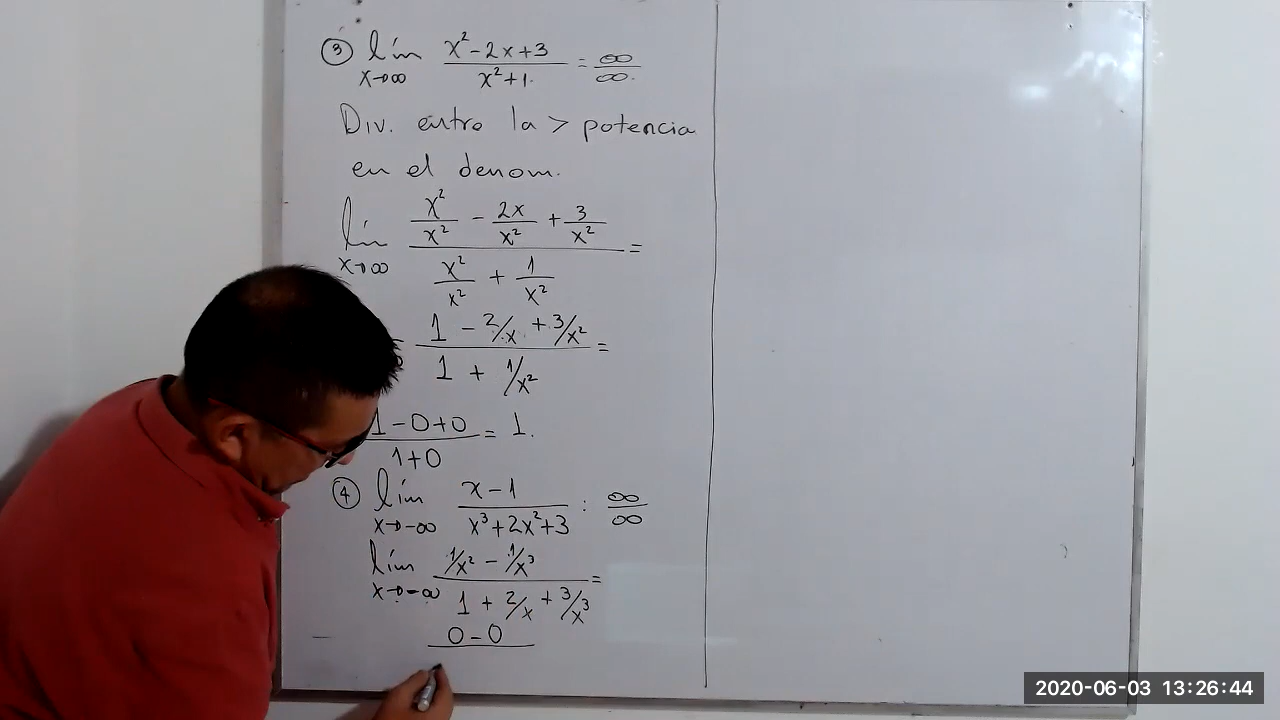 ③ lím x→∞ (x²-2x+3)/(x²+1) = ∞/∞.
Div. entre la > potencia
en el denom.
lím x→∞ (x²/x² - 2x/x² + 3/x²)/(x²/x² + 1/x²) =
(1 - 2/x + 3/x²)/(1 + 1/x²) =
(1-0+0)/(1+0) = 1.
④ lím x→-∞ (x-1)/(x³+2x²+3) : ∞/∞
lím x→-∞ (1/x² - 1/x³)/(1 + 2/x + 3/x³) =
0-0
2020-06-03 13:26:44